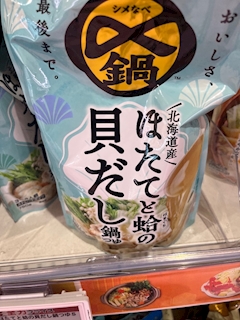 おいしさ、
最後まで。
シメなべ
〆鍋
北海道産
ほたてと蛤の
貝だし
鍋つゆ